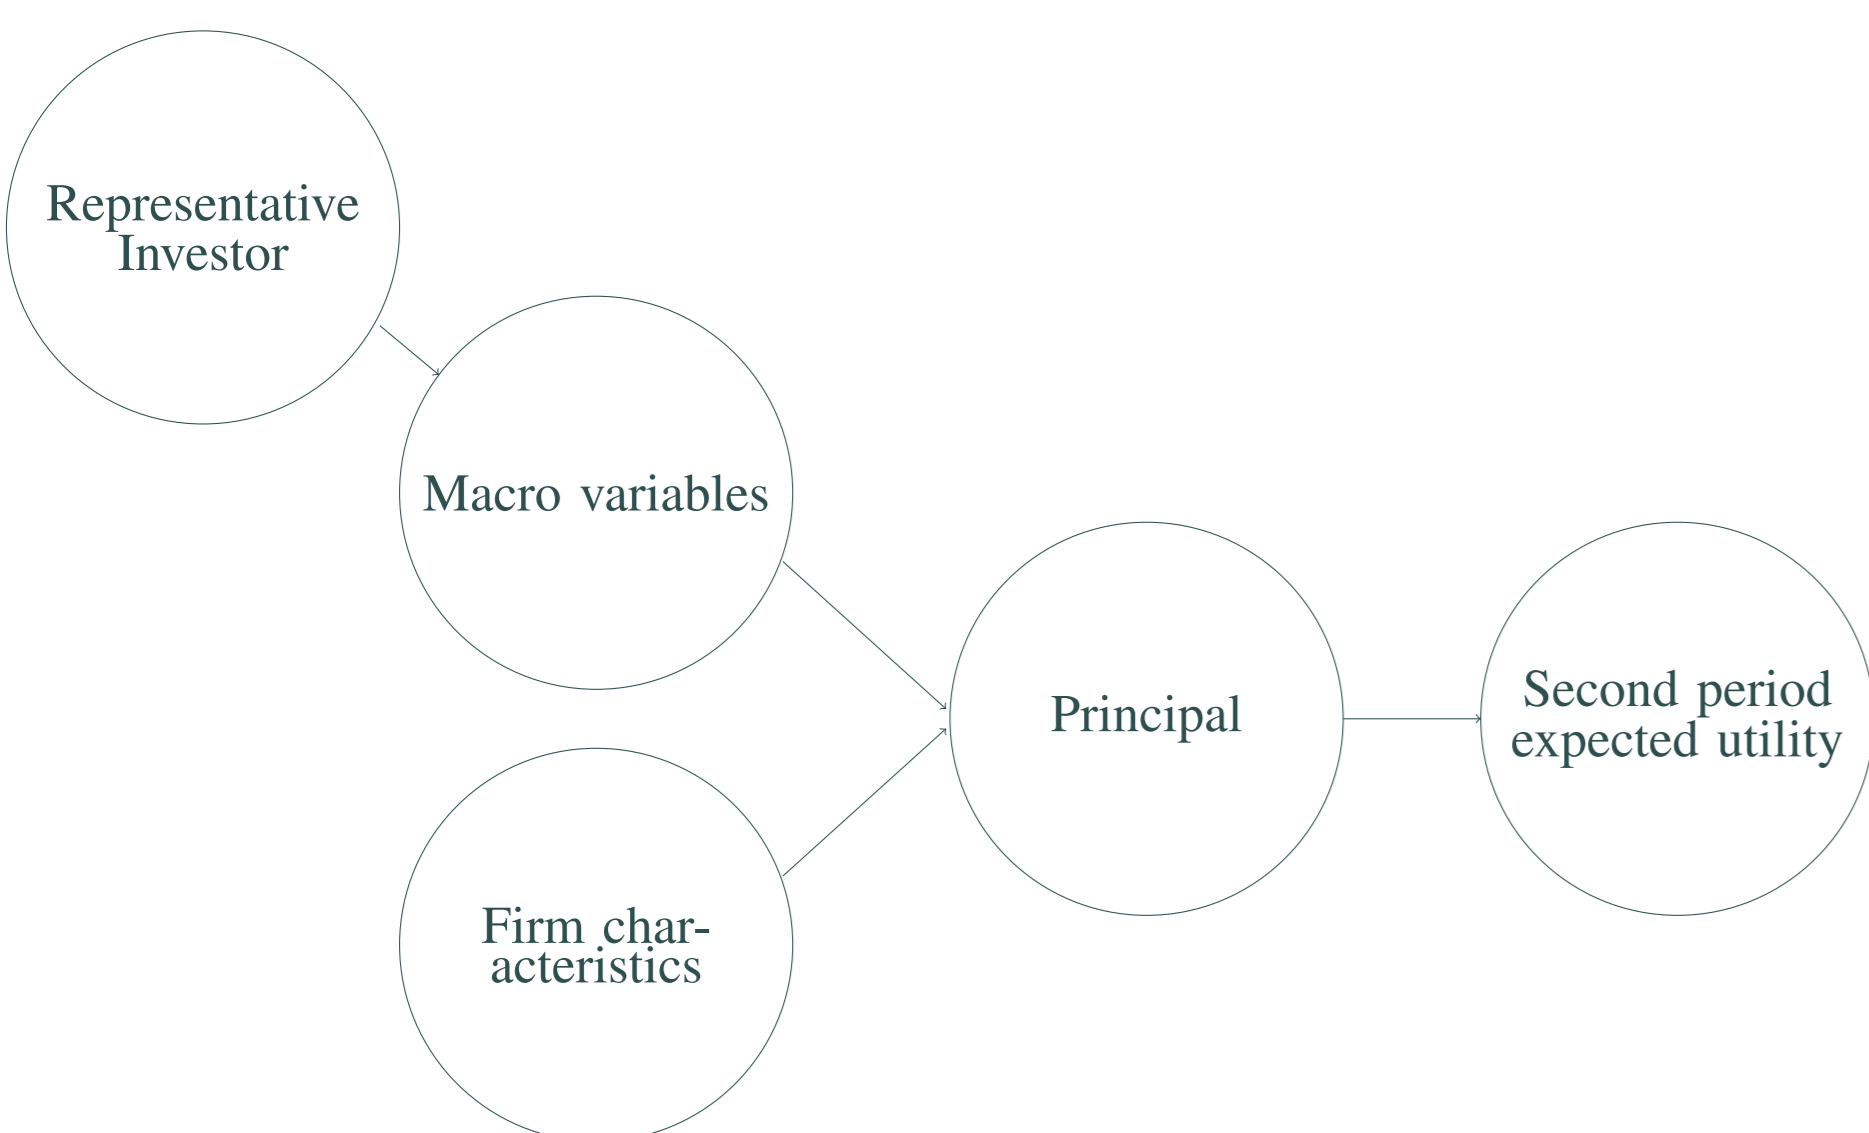 Representative
Investor
Macro variables
Principal
Second period
expected utility
Firm char-
acteristics